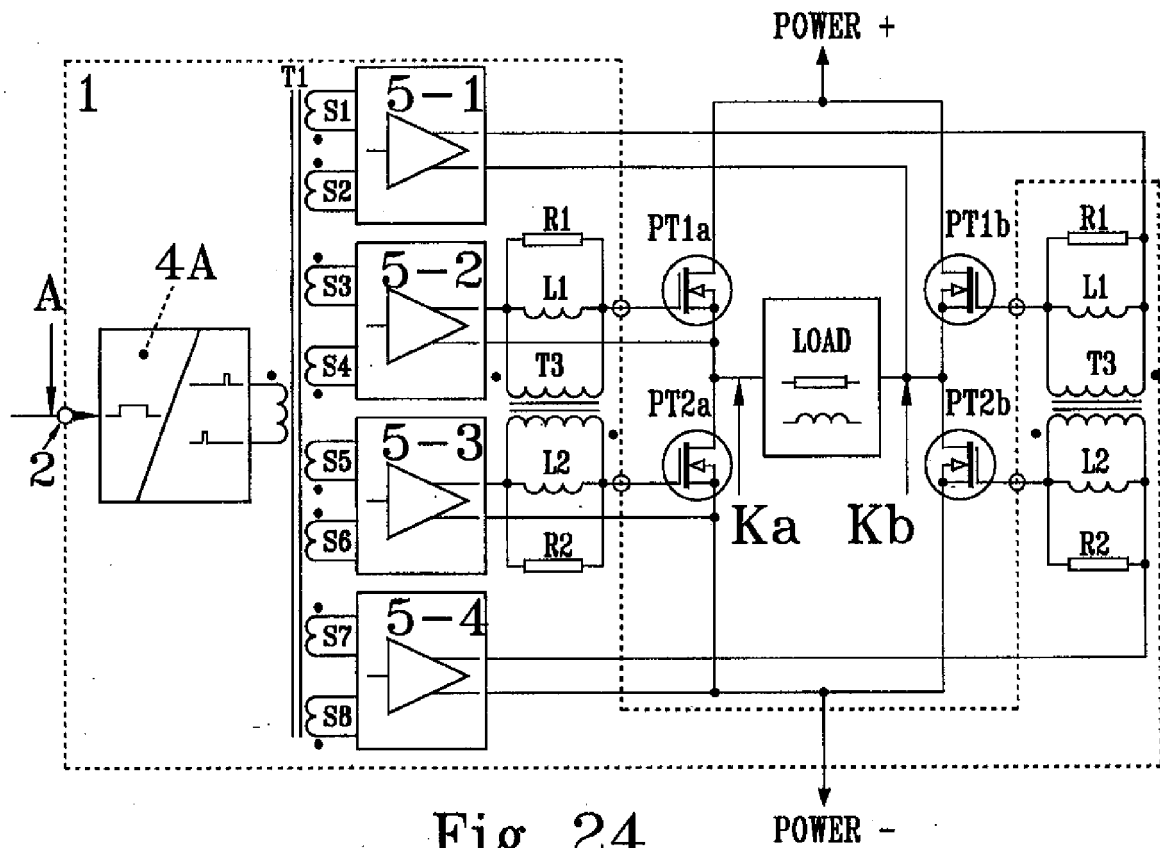 POWER +
1
T1
S1
5-1
S2
R1
PT1a
PT1b
R1
4A
S3
5-2
L1
L1
A
S4
LOAD
T3
T3
PT2a
PT2b
2
S5
5-3
L2
L2
S6
R2
Ka
Kb
R2
S7
5-4
S8
POWER -
Fig 24